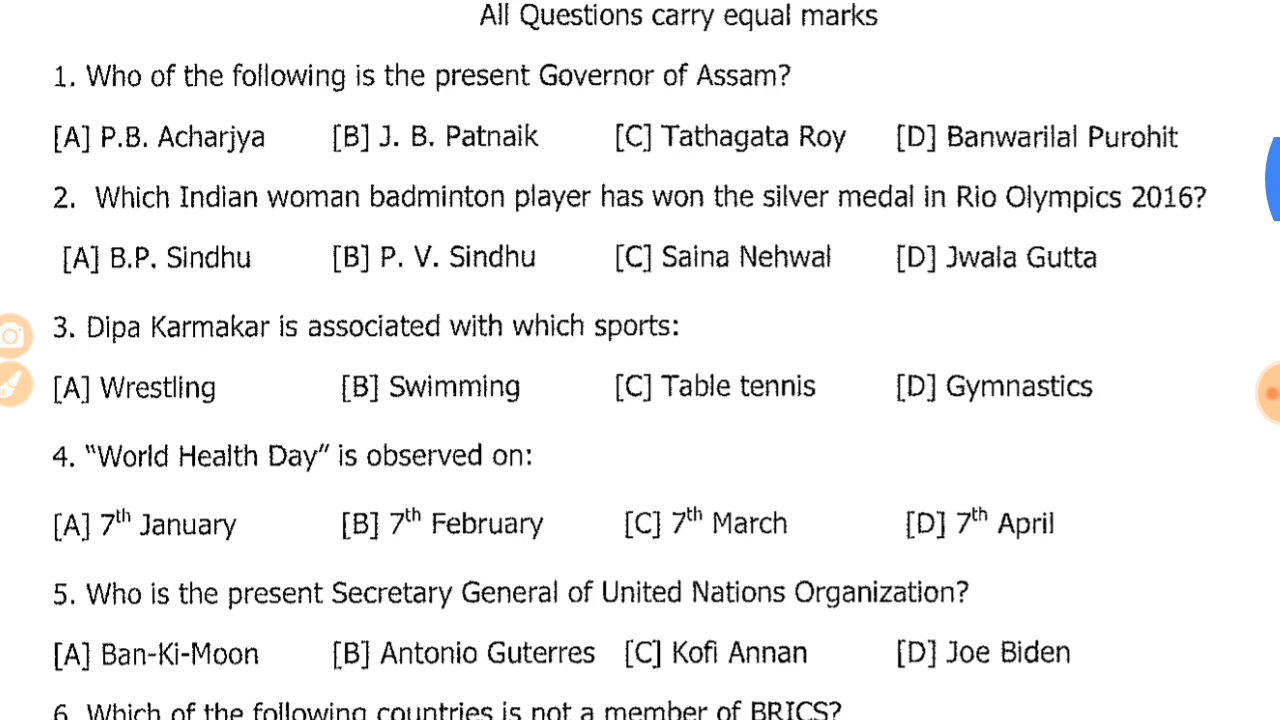 All Questions carry equal marks
1. Who of the following is the present Governor of Assam?
[A] P.B. Acharjya [B] J. B. Patnaik [C] Tathagata Roy [D] Banwarilal Purohit
2. Which Indian woman badminton player has won the silver medal in Rio Olympics 2016?
[A] B.P. Sindhu [B] P. V. Sindhu [C] Saina Nehwal [D] Jwala Gutta
3. Dipa Karmakar is associated with which sports:
[A] Wrestling [B] Swimming [C] Table tennis [D] Gymnastics
4. "World Health Day" is observed on:
[A] 7th January [B] 7th February [C] 7th March [D] 7th April
5. Who is the present Secretary General of United Nations Organization?
[A] Ban-Ki-Moon [B] Antonio Guterres [C] Kofi Annan [D] Joe Biden
6. Which of the following countries is not a member of BRICS?